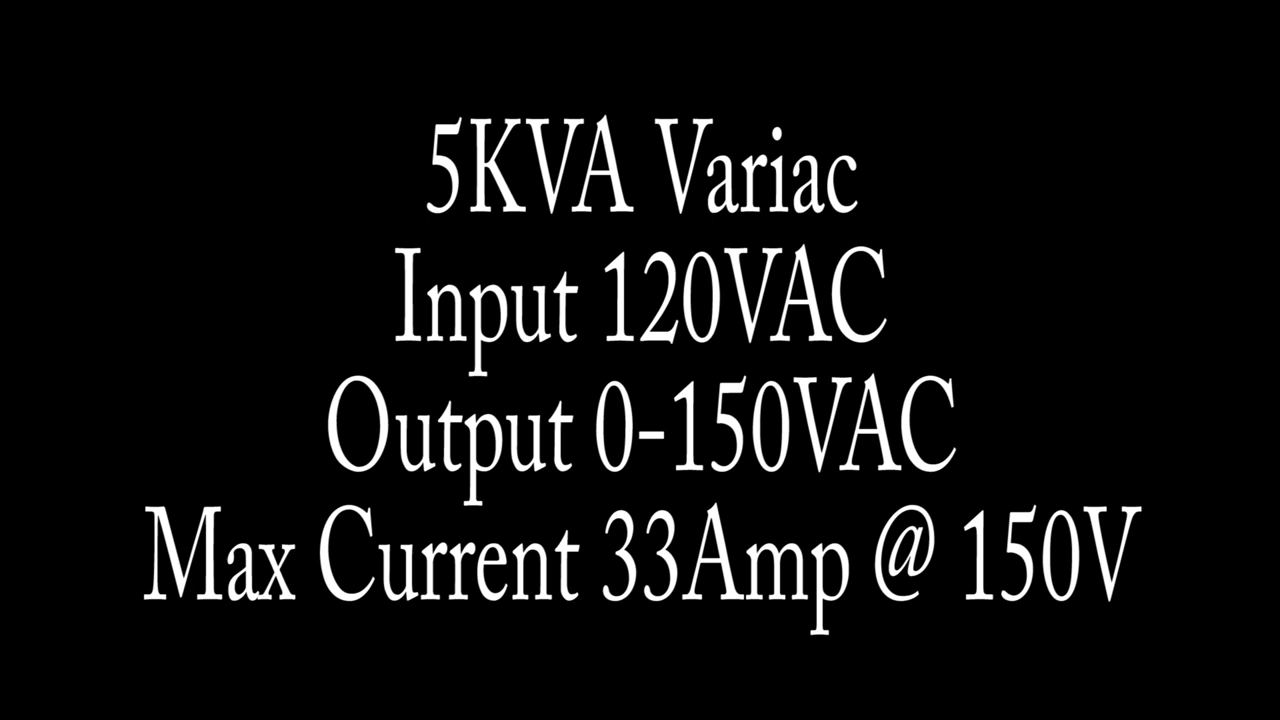 5KVA Variac
Input 120VAC
Output 0-150VAC
Max Current 33Amp @ 150V